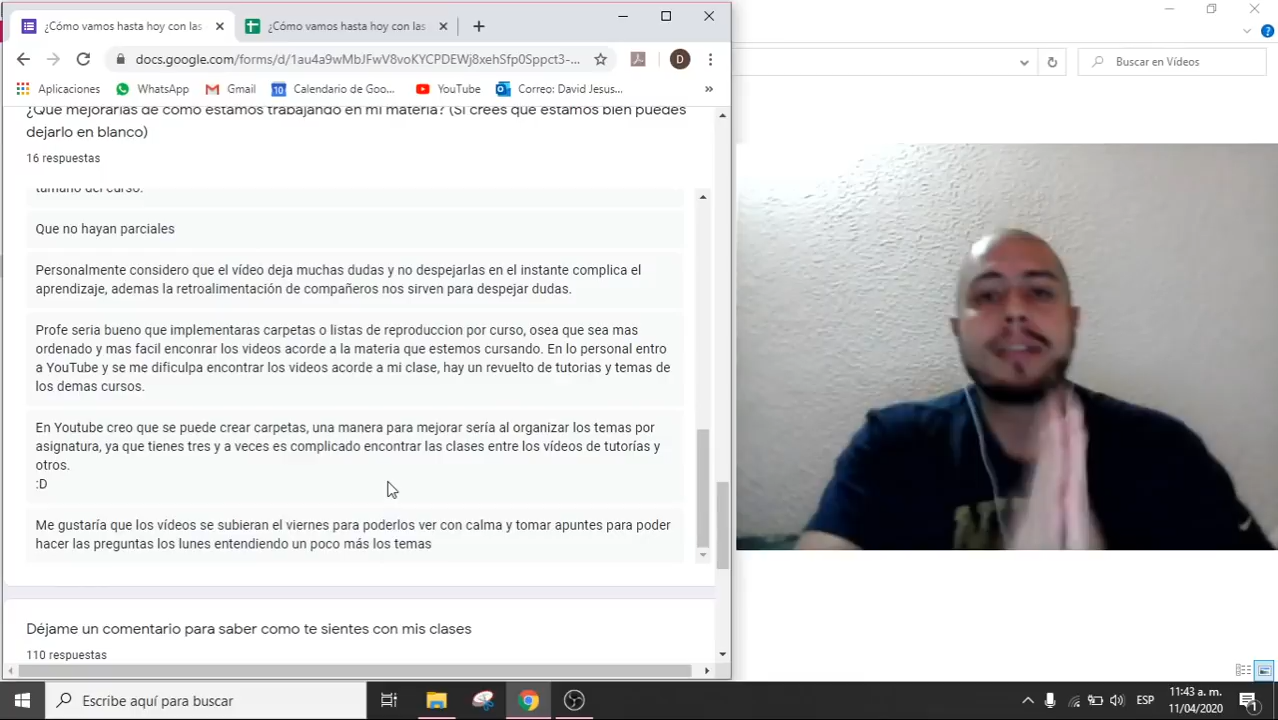 ¿Cómo vamos hasta hoy con las
¿Cómo vamos hasta hoy con las
docs.google.com/forms/d/1au4a9wMbJFwV8voKYCPDEWj8xehSfp0Sppct3-...
D
Buscar en Vídeos
Aplicaciones
WhatsApp
Gmail
Calendario de Goo...
YouTube
Correo: David Jesus...
»
¿Que mejorarías de como estamos trabajando en mi materia? (Si crees que estamos bien puedes
dejarlo en blanco)
16 respuestas
tamaño del curso.
Que no hayan parciales
Personalmente considero que el vídeo deja muchas dudas y no despejarlas en el instante complica el
aprendizaje, ademas la retroalimentación de compañeros nos sirven para despejar dudas.
Profe seria bueno que implementaras carpetas o listas de reproduccion por curso, osea que sea mas
ordenado y mas facil enconrar los videos acorde a la materia que estemos cursando. En lo personal entro
a YouTube y se me dificulpa encontrar los vídeos acorde a mi clase, hay un revuelto de tutorias y temas de
los demas cursos.
En Youtube creo que se puede crear carpetas, una manera para mejorar sería al organizar los temas por
asignatura, ya que tienes tres y a veces es complicado encontrar las clases entre los vídeos de tutorías y
otros.
:D
Me gustaría que los vídeos se subieran el viernes para poderlos ver con calma y tomar apuntes para poder
hacer las preguntas los lunes entendiendo un poco más los temas
Déjame un comentario para saber como te sientes con mis clases
110 respuestas
Escribe aquí para buscar
ESP
11:43 a. m.
11/04/2020
1